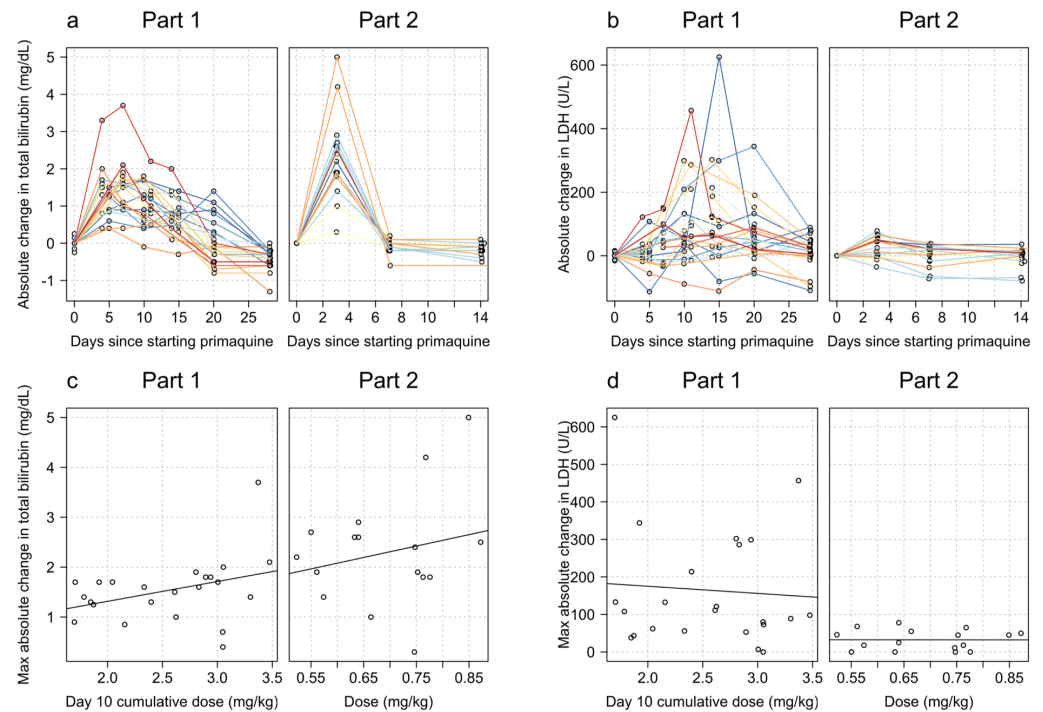 a Part 1 Part 2
Absolute change in total bilirubin (mg/dL)
5
4
3
2
1
0
-1
0 5 10 15 20 25
0 2 4 6 8 10 14
Days since starting primaquine Days since starting primaquine
b Part 1 Part 2
Absolute change in LDH (U/L)
600
400
200
0
0 5 10 15 20 25
0 2 4 6 8 10 14
Days since starting primaquine Days since starting primaquine
c Part 1 Part 2
Max absolute change in total bilirubin (mg/dL)
5
4
3
2
1
2.0 2.5 3.0 3.5
0.55 0.65 0.75 0.85
Day 10 cumulative dose (mg/kg) Dose (mg/kg)
d Part 1 Part 2
Max absolute change in LDH (U/L)
600
500
400
300
200
100
0
2.0 2.5 3.0 3.5
0.55 0.65 0.75 0.85
Day 10 cumulative dose (mg/kg) Dose (mg/kg)